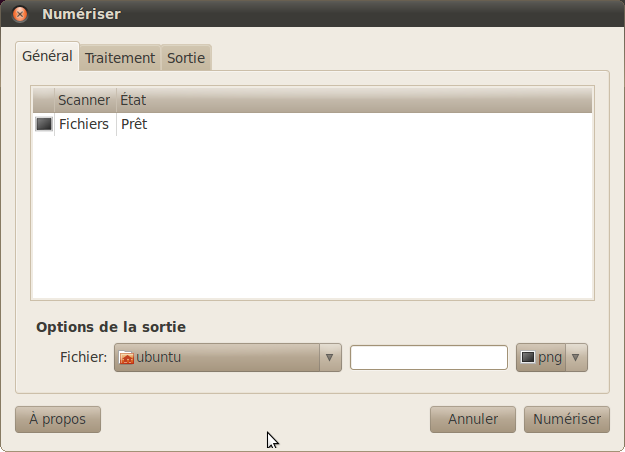 Numériser
Général Traitement Sortie
Scanner État
Fichiers Prêt
Options de la sortie
Fichier: ubuntu png
À propos Annuler Numériser